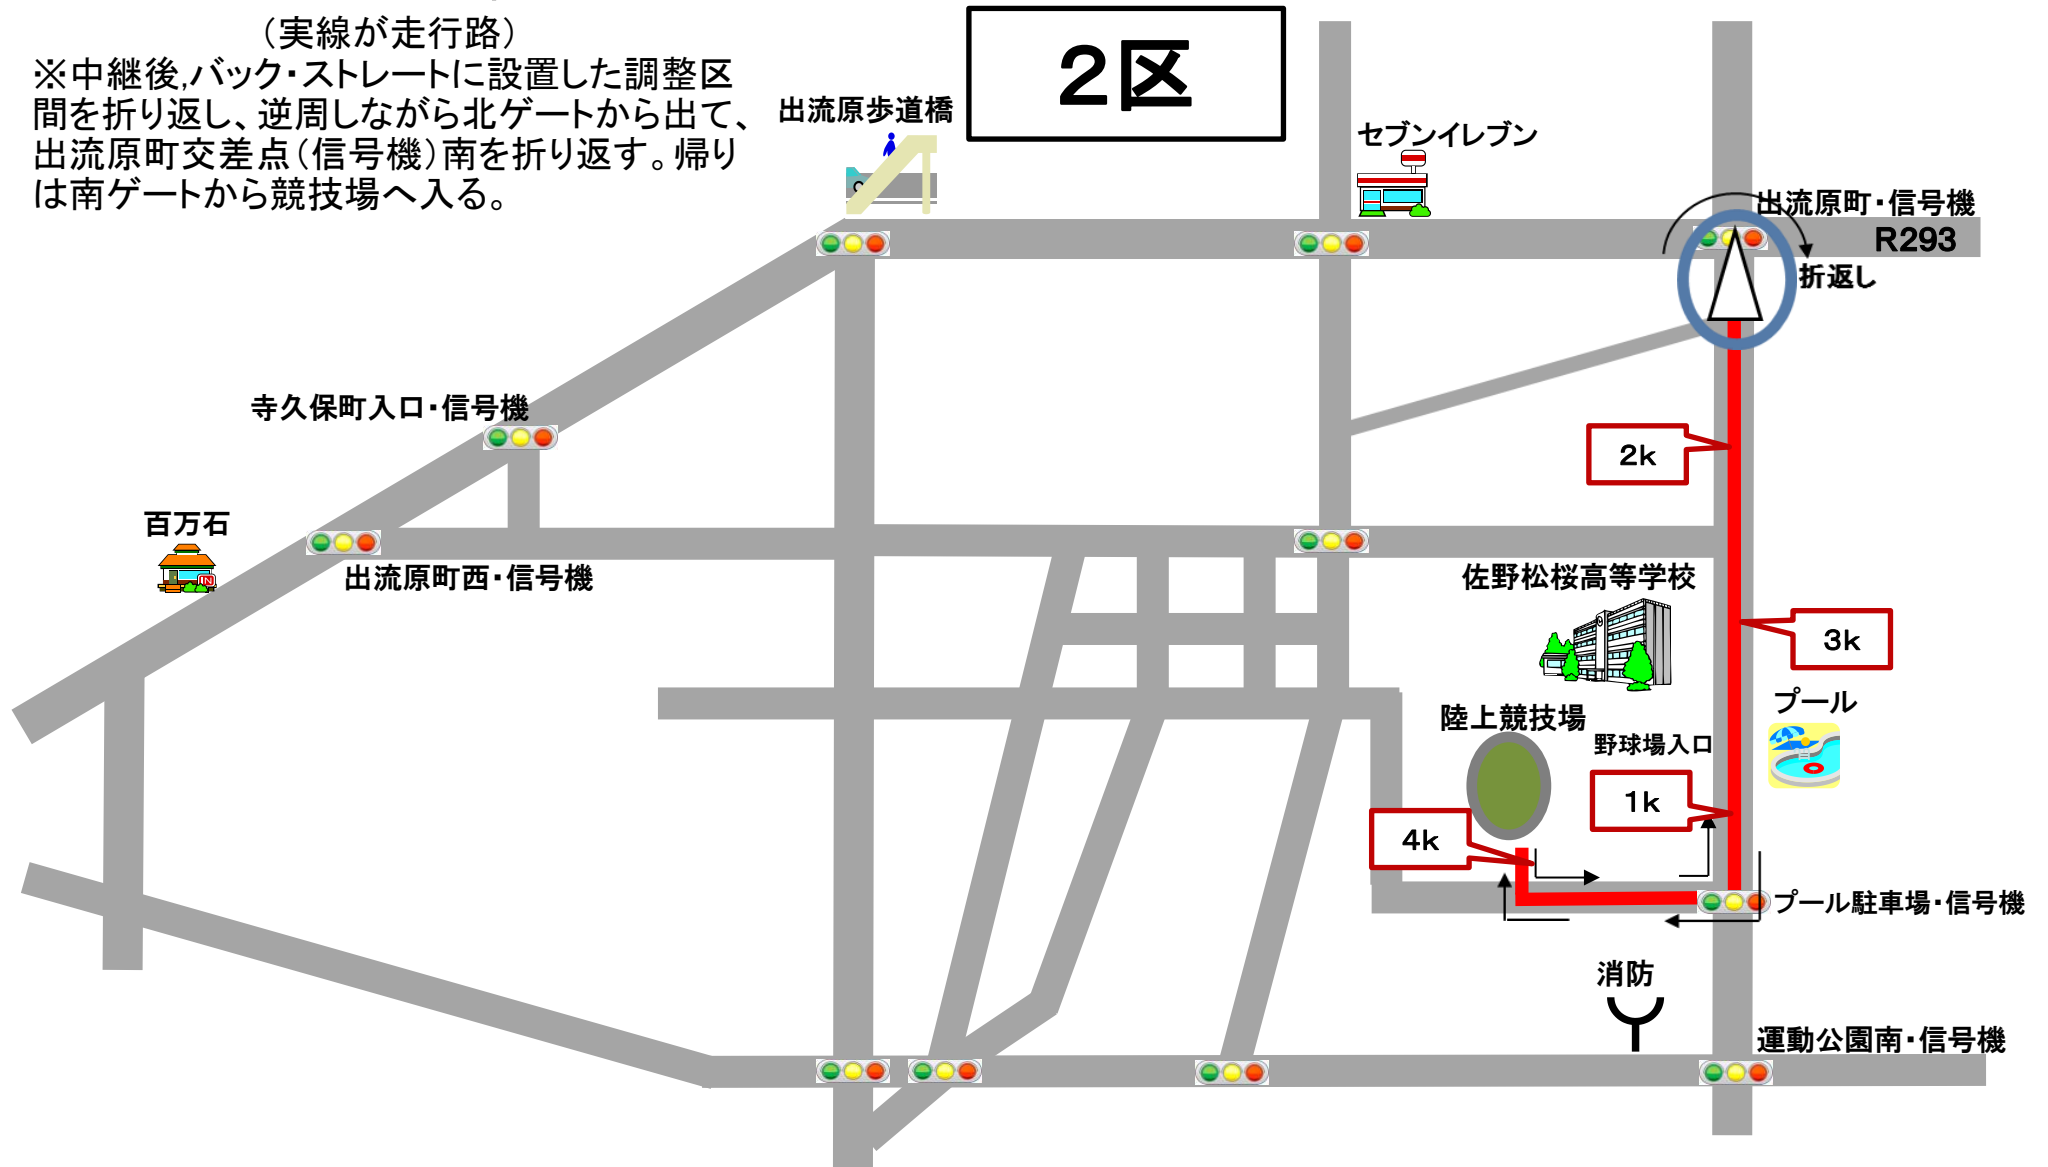 （実線が走行路）
※中継後,バック・ストレートに設置した調整区
間を折り返し、逆周しながら北ゲートから出て、
出流原町交差点（信号機）南を折り返す。帰り
は南ゲートから競技場へ入る。
２区
出流原歩道橋
セブンイレブン
出流原町・信号機
R293
折返し
寺久保町入口・信号機
2k
百万石
IN
出流原町西・信号機
佐野松桜高等学校
3k
プール
陸上競技場
野球場入口
1k
4k
プール駐車場・信号機
消防
運動公園南・信号機